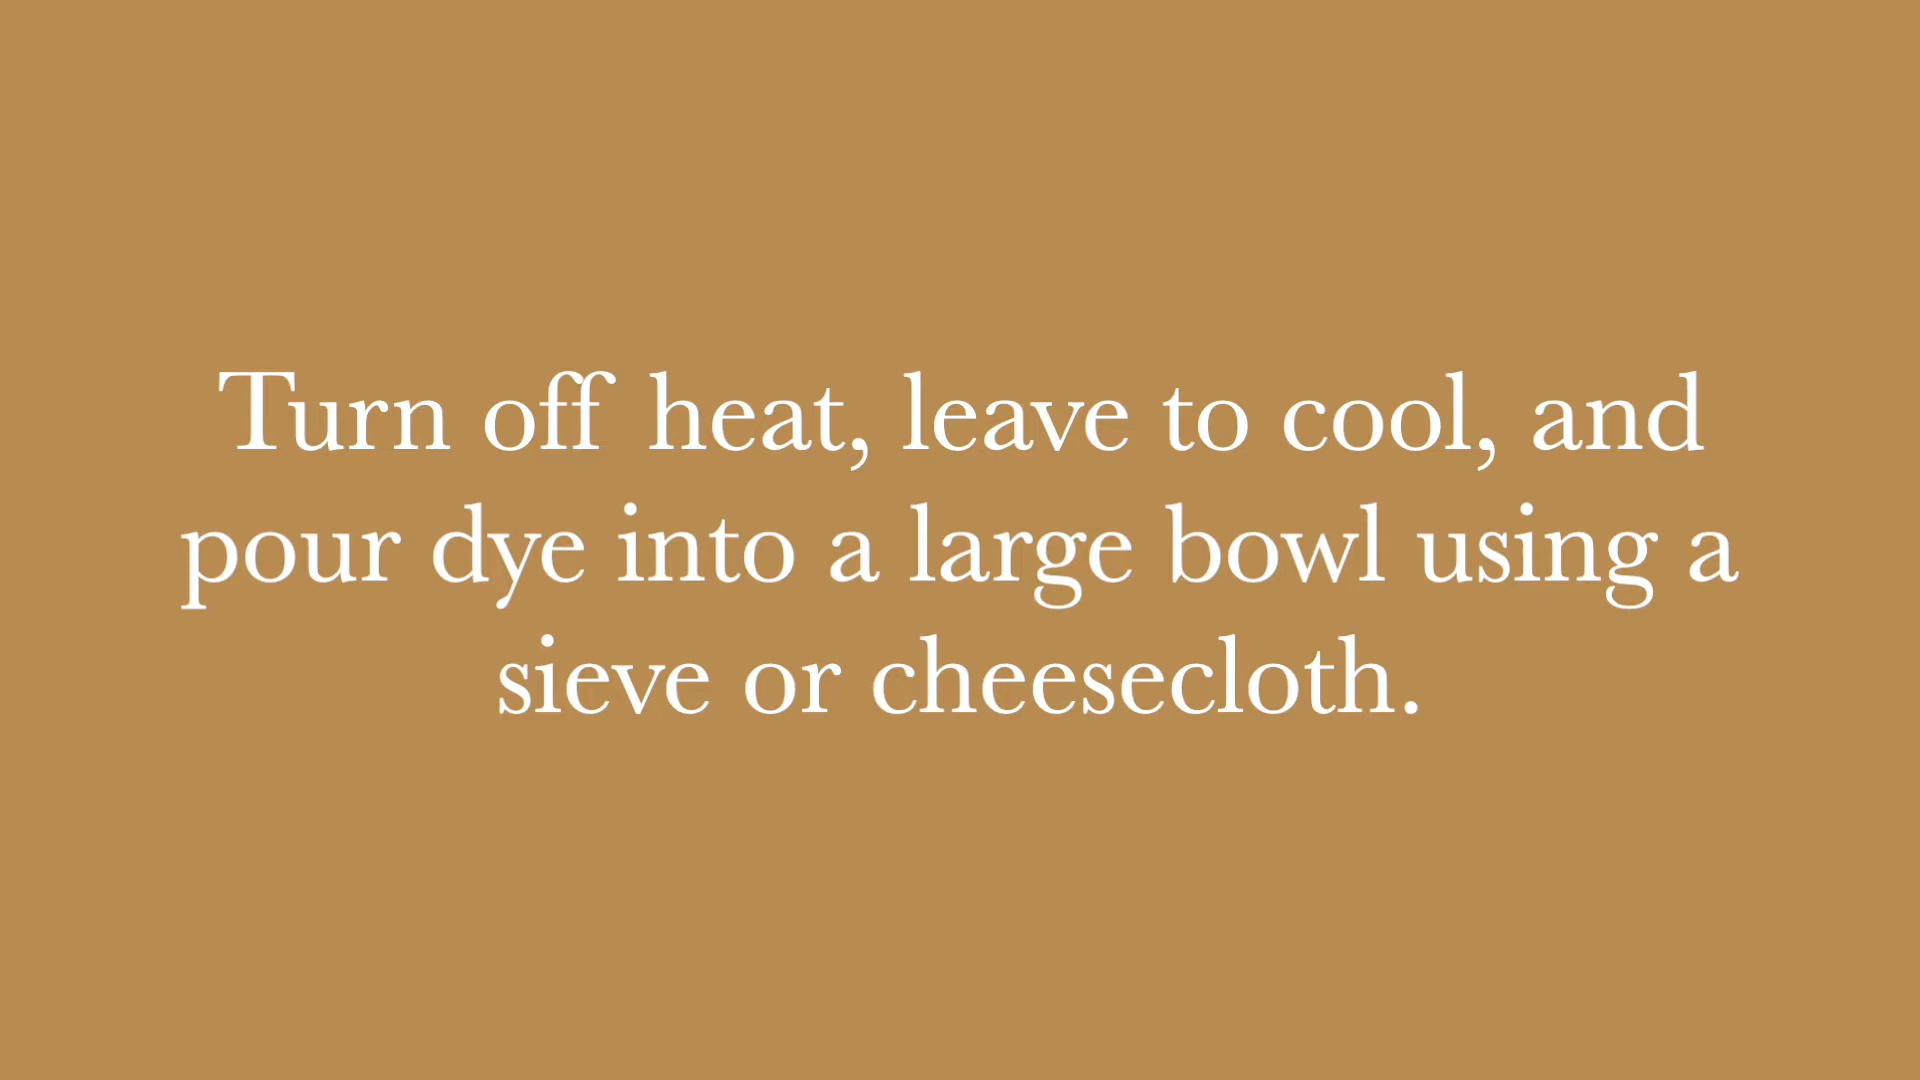 Turn off heat, leave to cool, and
pour dye into a large bowl using a
sieve or cheesecloth.